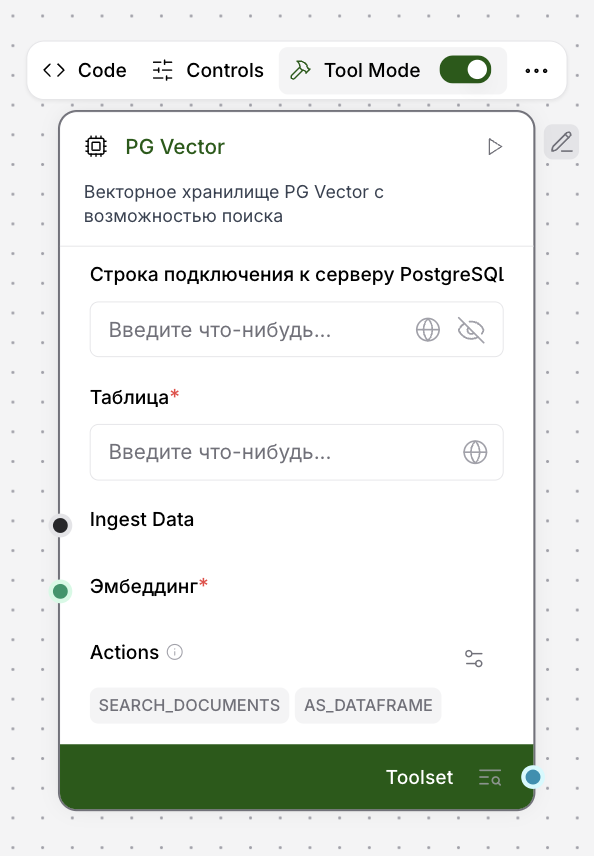 Code Controls Tool Mode
PG Vector
Векторное хранилище PG Vector с
возможностью поиска
Строка подключения к серверу PostgreSQL
Введите что-нибудь...
Таблица*
Введите что-нибудь...
Ingest Data
Эмбеддинг*
Actions
SEARCH_DOCUMENTS AS_DATAFRAME
Toolset